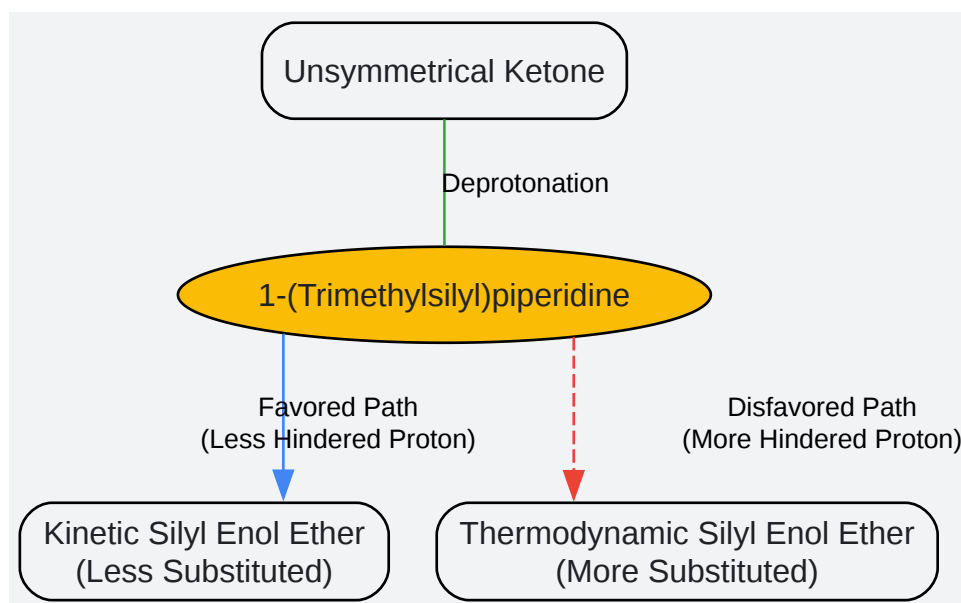 Unsymmetrical Ketone
Deprotonation
1-(Trimethylsilyl)piperidine
Favored Path
(Less Hindered Proton)
Disfavored Path
(More Hindered Proton)
Kinetic Silyl Enol Ether
(Less Substituted)
Thermodynamic Silyl Enol Ether
(More Substituted)